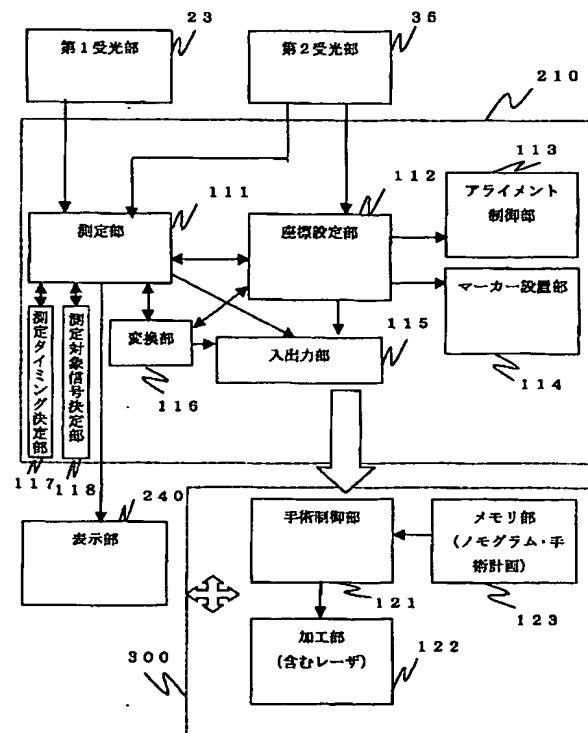 23
35
第1受光部
第2受光部
210
113
111
112
アライメント
制御部
測定部
座標設定部
マーカー設置部
変換部
入出力部
115
114
116
測定タイミング決定部
測定対象信号決定部
117
118
240
表示部
手術制御部
メモリ部
(ノモグラム・手
術計画)
121
123
加工部
(含むレーザ)
122
300